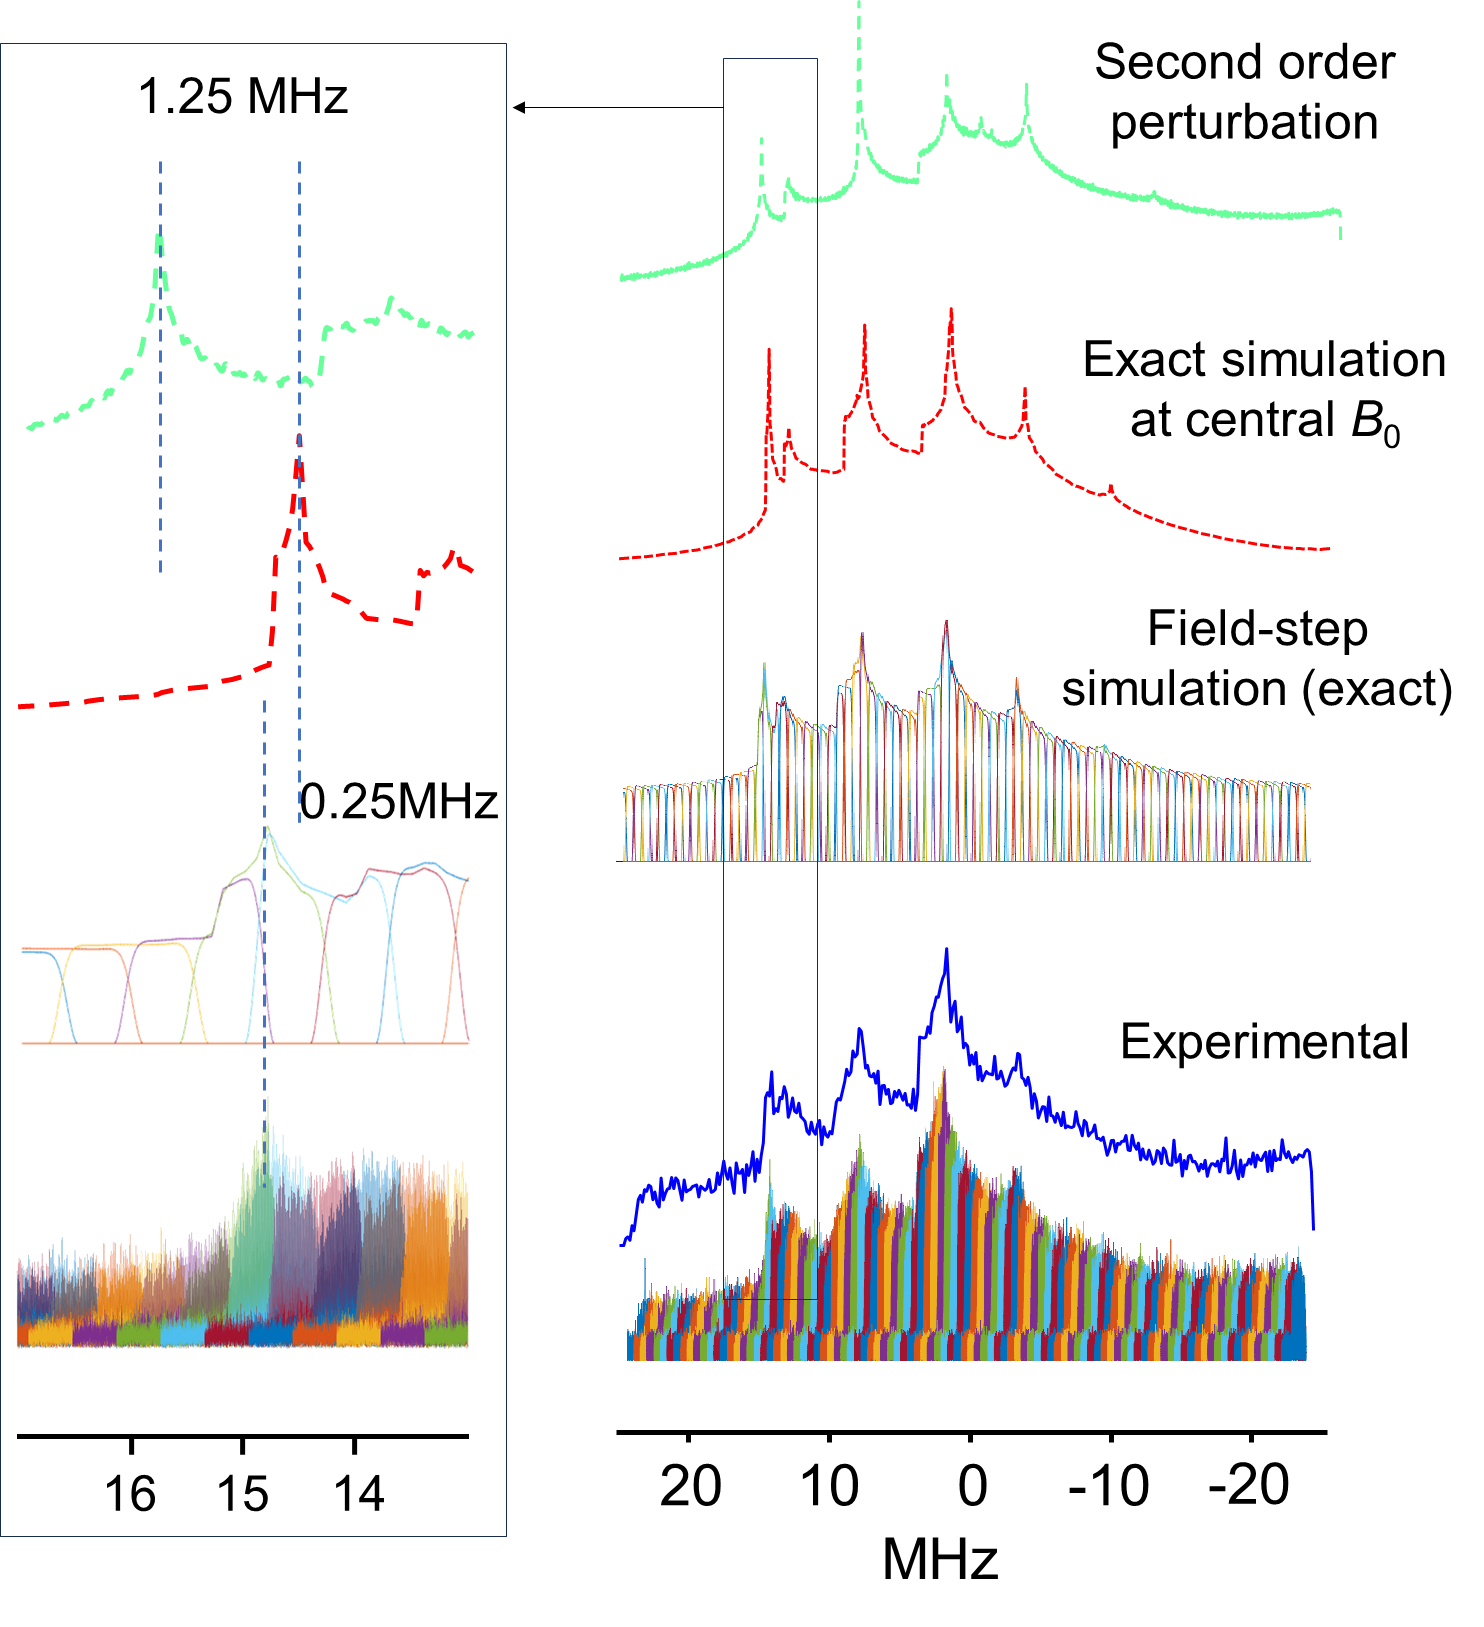 1.25 MHz
0.25MHz
16 15 14
Second order
perturbation
Exact simulation
at central B₀
Field-step
simulation (exact)
Experimental
20 10 0 -10 -20
MHz